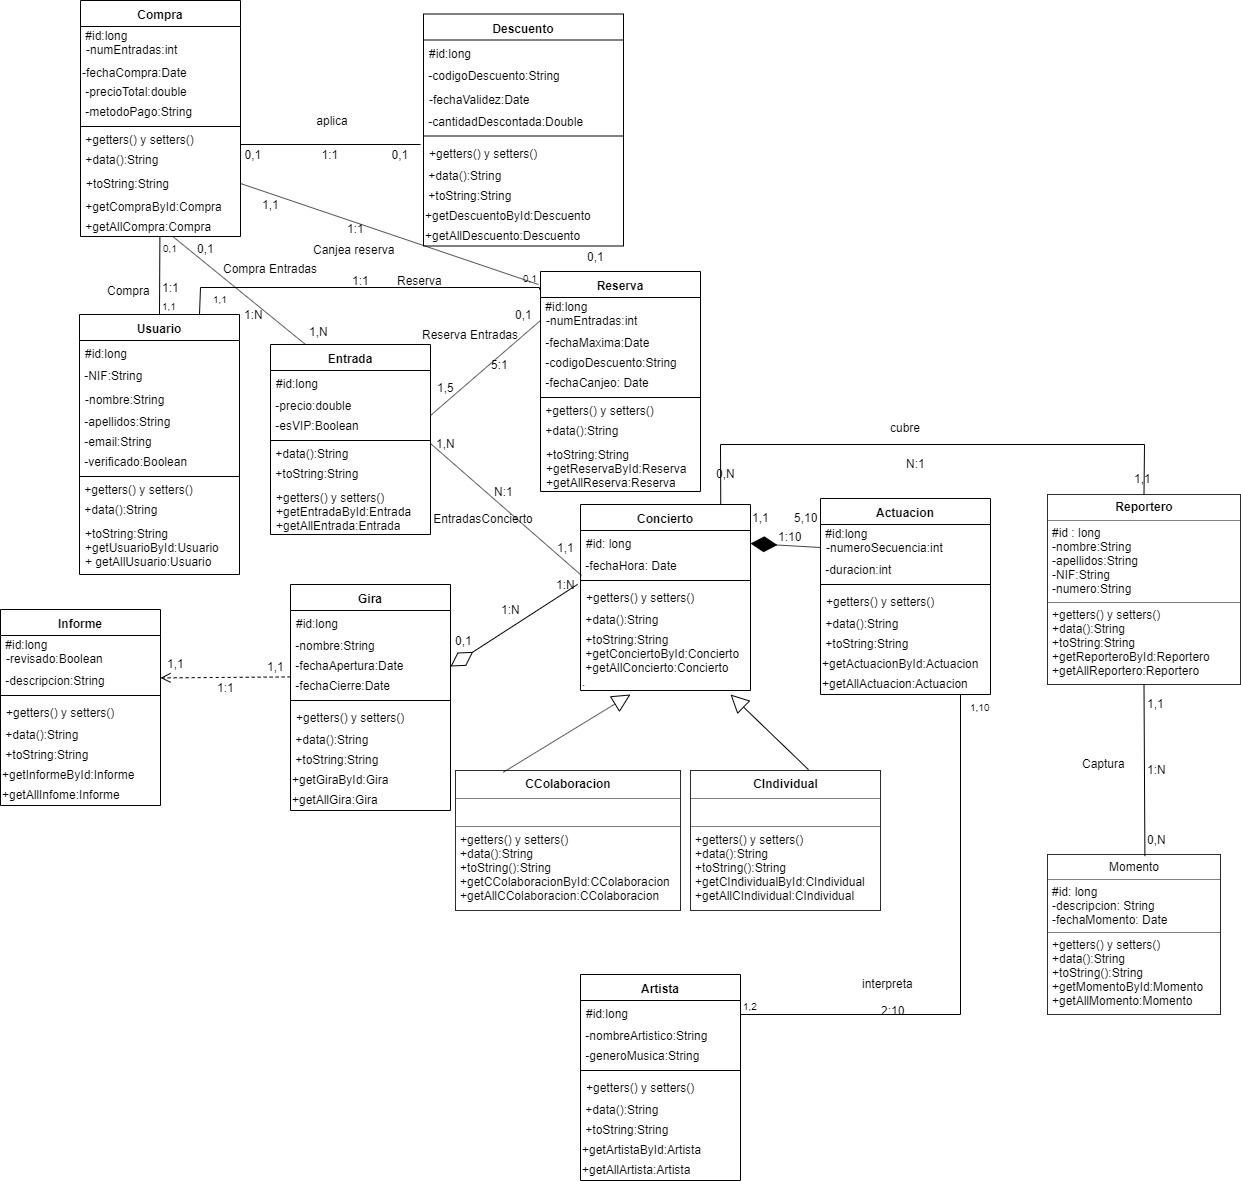 Compra
#id:long
-numEntradas:int
-fechaCompra:Date
-precioTotal:double
-metodoPago:String
+getters() y setters()
+data():String
+toString:String
+getCompraById:Compra
+getAllCompra:Compra
Descuento
#id:long
-codigoDescuento:String
-fechaValidez:Date
-cantidadDescontada:Double
+getters() y setters()
+data():String
+toString:String
+getDescuentoById:Descuento
+getAllDescuento:Descuento
aplica
0,1
1:1
0,1
1,1
1:1
Canjea reserva
0,1
0,1
0,1
0,1
Compra Entradas
1:1
Reserva
Compra
1:1
1,1
1,1
1:N
1,N
Reserva Entradas
0,1
5:1
1,5
Usuario
#id:long
-NIF:String
-nombre:String
-apellidos:String
-email:String
-verificado:Boolean
+getters() y setters()
+data():String
+toString:String
+getUsuarioById:Usuario
+ getAllUsuario:Usuario
Entrada
#id:long
-precio:double
-esVIP:Boolean
+data():String
+toString:String
+getters() y setters()
+getEntradaById:Entrada
+getAllEntrada:Entrada
Reserva
#id:long
-numEntradas:int
-fechaMaxima:Date
-codigoDescuento:String
-fechaCanjeo: Date
+getters() y setters()
+data():String
+toString:String
+getReservaById:Reserva
+getAllReserva:Reserva
1,N
N:1
EntradasConcierto
1,1
cubre
N:1
0,N
1,1
Concierto
#id: long
-fechaHora: Date
+getters() y setters()
+data():String
+toString:String
+getConciertoById:Concierto
+getAllConcierto:Concierto
.
1,1
5,10
1:10
Actuacion
#id:long
-numeroSecuencia:int
-duracion:int
+getters() y setters()
+data():String
+toString:String
+getActuacionById:Actuacion
+getAllActuacion:Actuacion
Reportero
#id : long
-nombre:String
-apellidos:String
-NIF:String
-numero:String
+getters() y setters()
+data():String
+toString:String
+getReporteroById:Reportero
+getAllReportero:Reportero
1:N
1:N
0,1
Gira
#id:long
-nombre:String
-fechaApertura:Date
-fechaCierre:Date
+getters() y setters()
+data():String
+toString:String
+getGiraById:Gira
+getAllGira:Gira
1,1
1,1
1:1
Informe
#id:long
-revisado:Boolean
-descripcion:String
+getters() y setters()
+data():String
+toString:String
+getInformeById:Informe
+getAllInfome:Informe
CColaboracion
+getters() y setters()
+data():String
+toString():String
+getCColaboracionById:CColaboracion
+getAllCColaboracion:CColaboracion
CIndividual
+getters() y setters()
+data():String
+toString():String
+getCIndividualById:CIndividual
+getAllCIndividual:CIndividual
1,10
1,1
Captura
1:N
0,N
Momento
#id: long
-descripcion: String
-fechaMomento: Date
+getters() y setters()
+data():String
+toString():String
+getMomentoById:Momento
+getAllMomento:Momento
interpreta
2:10
1,2
Artista
#id:long
-nombreArtistico:String
-generoMusica:String
+getters() y setters()
+data():String
+toString:String
+getArtistaById:Artista
+getAllArtista:Artista